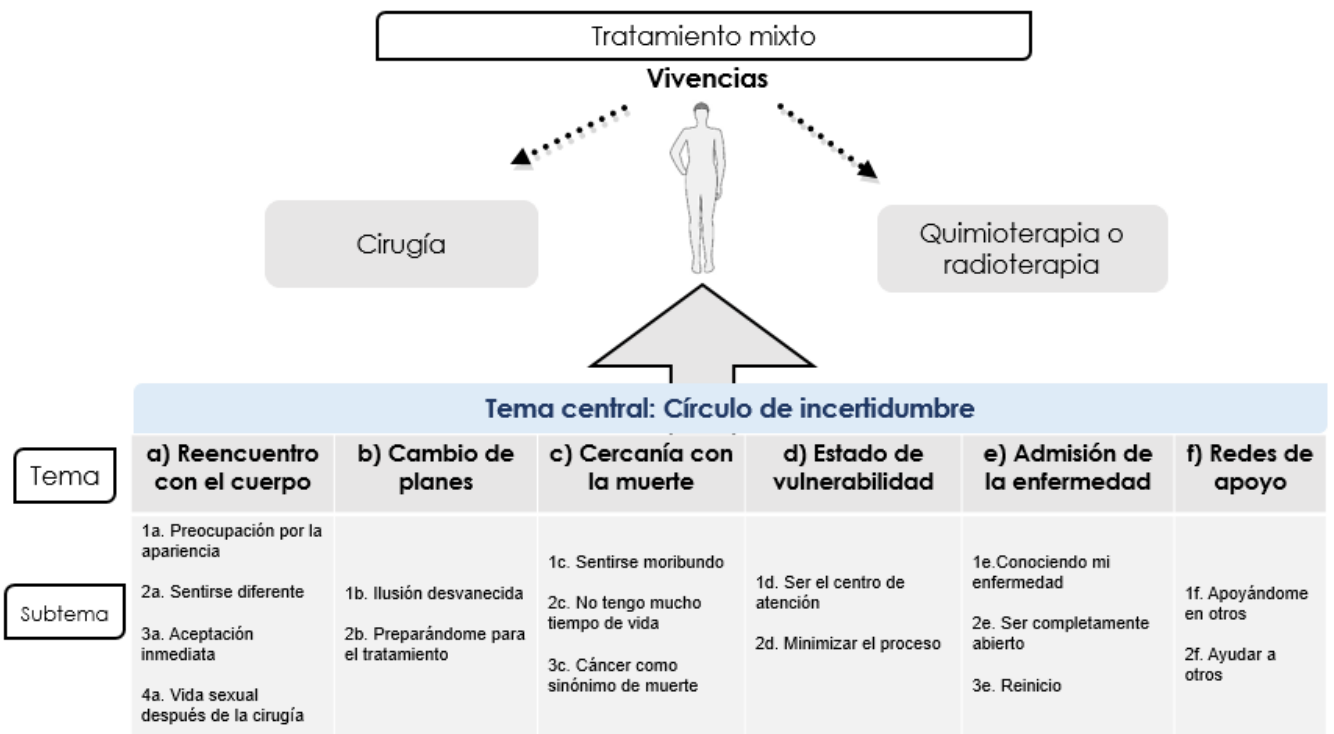 Tratamiento mixto
Vivencias
Cirugía
Quimioterapia o
radioterapia
Tema central: Círculo de incertidumbre
Tema
a) Reencuentro
con el cuerpo
b) Cambio de
planes
c) Cercanía con
la muerte
d) Estado de
vulnerabilidad
e) Admisión de
la enfermedad
f) Redes de
apoyo
Subtema
1a. Preocupación por la
apariencia
2a. Sentirse diferente
3a. Aceptación
inmediata
4a. Vida sexual
después de la cirugía
1b. Ilusión desvanecida
2b. Preparándome para
el tratamiento
1c. Sentirse moribundo
2c. No tengo mucho
tiempo de vida
3c. Cáncer como
sinónimo de muerte
1d. Ser el centro de
atención
2d. Minimizar el proceso
1e.Conociendo mi
enfermedad
2e. Ser completamente
abierto
3e. Reinicio
1f. Apoyándome
en otros
2f. Ayudar a
otros